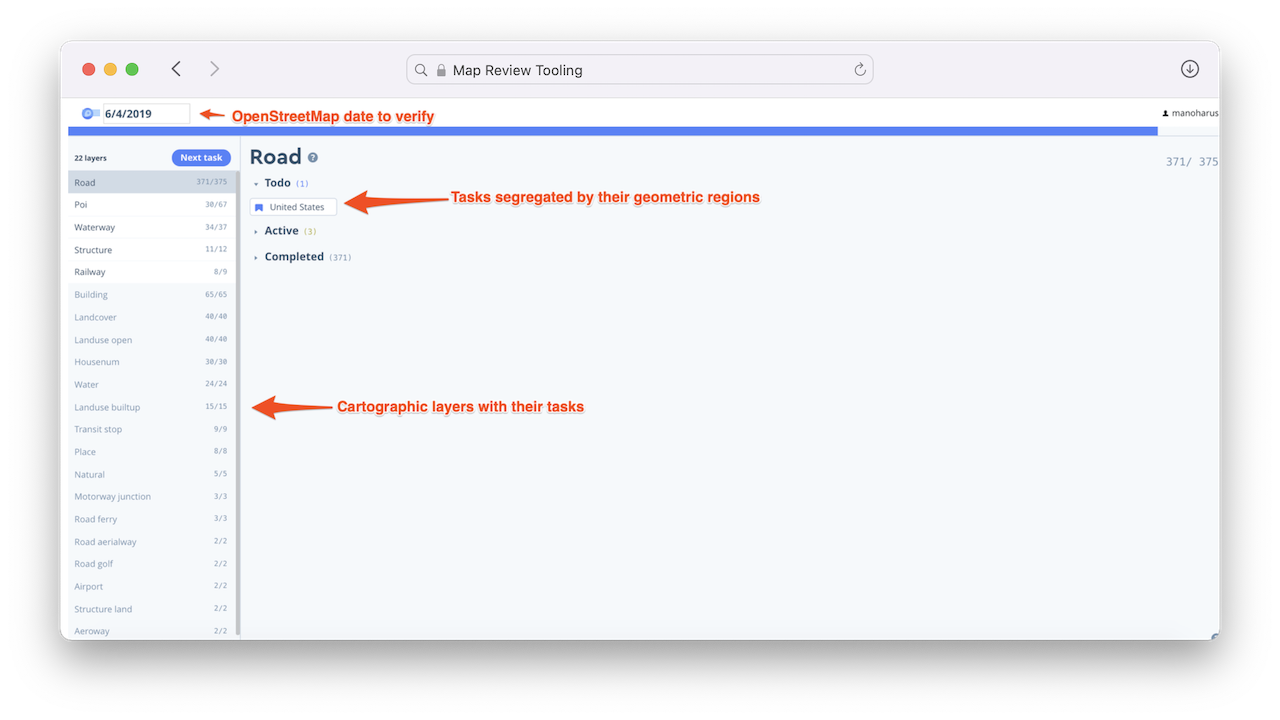 Map Review Tooling
6/4/2019
OpenStreetMap date to verify
manoharus
22 layers
Next task
Road
371/ 375
Road 371/375
Poi 30/67
Waterway 34/37
Structure 11/12
Railway 8/9
Building 65/65
Landcover 40/40
Landuse open 40/40
Housenum 30/30
Water 24/24
Landuse builtup 15/15
Transit stop 9/9
Place 8/8
Natural 5/5
Motorway junction 3/3
Road ferry 3/3
Road aerialway 2/2
Road golf 2/2
Airport 2/2
Structure land 2/2
Aeroway 2/2
Todo (1)
United States
Tasks segregated by their geometric regions
Active (3)
Completed (371)
Cartographic layers with their tasks